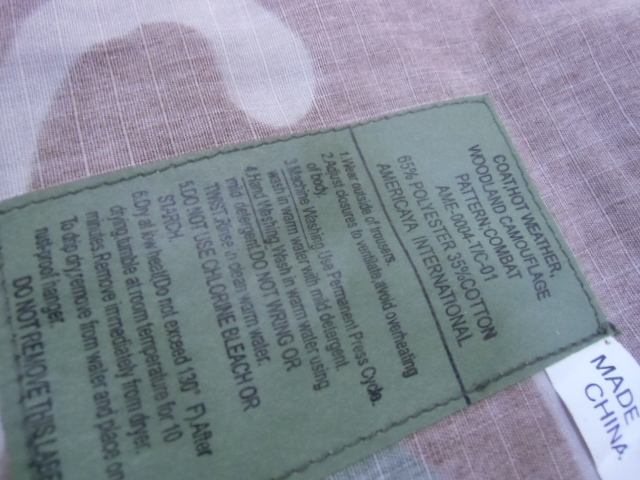 COAT,HOT WEATHER,
WOODLAND CAMOUFLAGE
PATTERN,COMBAT
AME-0004-TC-01
65% POLYESTER 35%COTTON
AMERICAYA INTERNATIONAL
1.Wear outside of trousers.
2.Adjust closures to ventilate,avoid overheating
of body.
3.Machine Washing.Use Permanent Press Cycle.
wash in warm water with mild detergent.
4.Hand Washing.Wash in warm water using
mild detergent.DO NOT WRING OR
TWIST.Rinse in clean warm water.
5.DO NOT USE CHLORINE BLEACH OR
STARCH.
6.Dry at low heat(Do not exceed 130° F).After
drying,tumble at room temperature for 10
minutes.Remove immediately from dryer.
To drip dry,remove from water and place on
rust-proof hanger.
DO NOT REMOVE THIS LABE
MADE
CHINA.